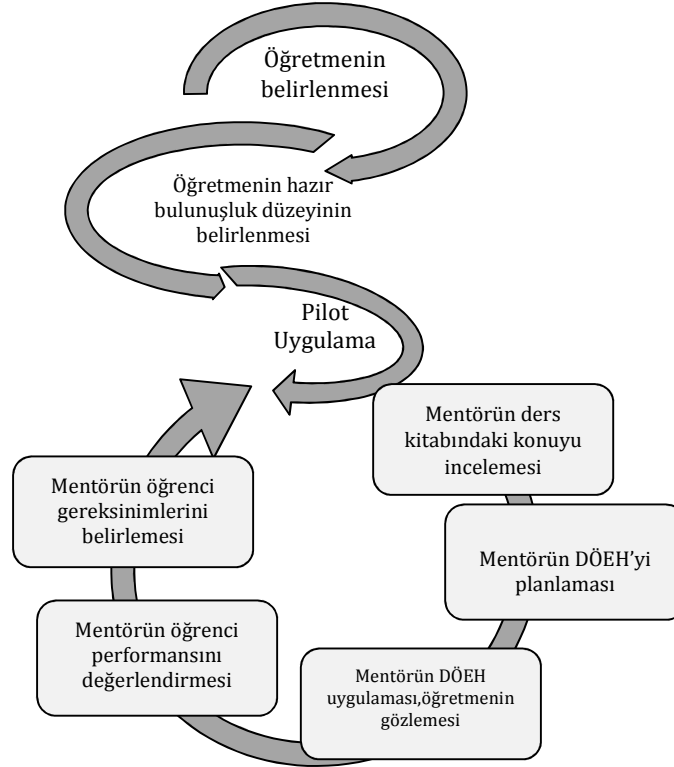 Öğretmenin
belirlenmesi
Öğretmenin hazır
bulunuşluk düzeyinin
belirlenmesi
Pilot
Uygulama
Mentörün ders
kitabındaki konuyu
incelemesi
Mentörün DÖEH’yi
planlaması
Mentörün DÖEH
uygulaması,öğretmenin
gözlemesi
Mentörün öğrenci
performansını
değerlendirmesi
Mentörün öğrenci
gereksinimlerini
belirlemesi